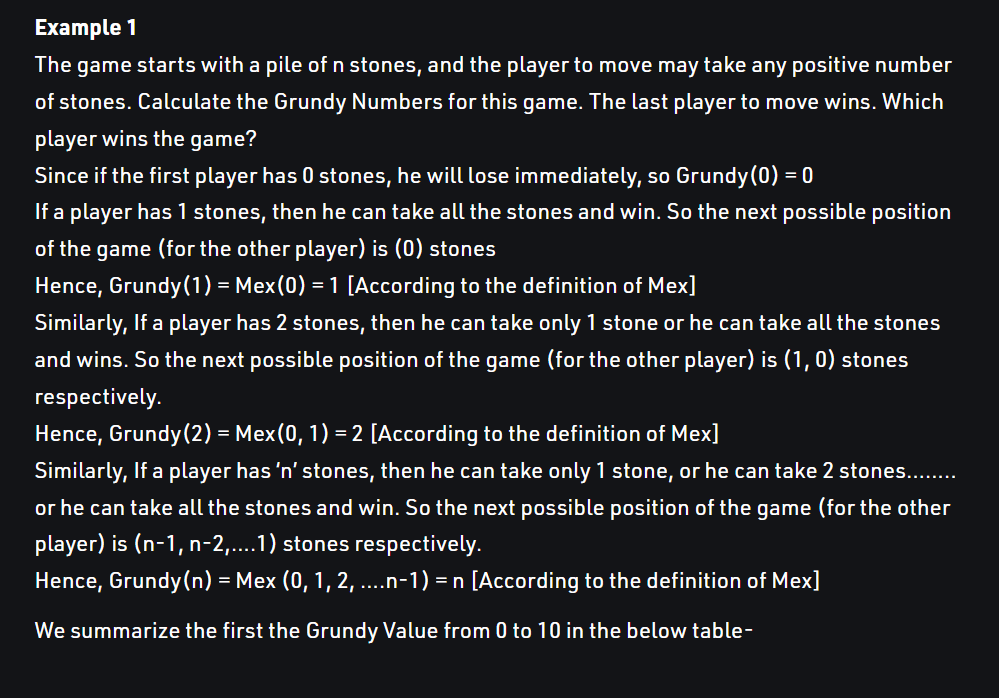 Example 1
The game starts with a pile of n stones, and the player to move may take any positive number
of stones. Calculate the Grundy Numbers for this game. The last player to move wins. Which
player wins the game?
Since if the first player has 0 stones, he will lose immediately, so Grundy(0) = 0
If a player has 1 stones, then he can take all the stones and win. So the next possible position
of the game (for the other player) is (0) stones
Hence, Grundy(1) = Mex(0) = 1 [According to the definition of Mex]
Similarly, If a player has 2 stones, then he can take only 1 stone or he can take all the stones
and wins. So the next possible position of the game (for the other player) is (1, 0) stones
respectively.
Hence, Grundy(2) = Mex(0, 1) = 2 [According to the definition of Mex]
Similarly, If a player has ‘n’ stones, then he can take only 1 stone, or he can take 2 stones……..
or he can take all the stones and win. So the next possible position of the game (for the other
player) is (n-1, n-2,….1) stones respectively.
Hence, Grundy(n) = Mex (0, 1, 2, ….n-1) = n [According to the definition of Mex]
We summarize the first the Grundy Value from 0 to 10 in the below table-